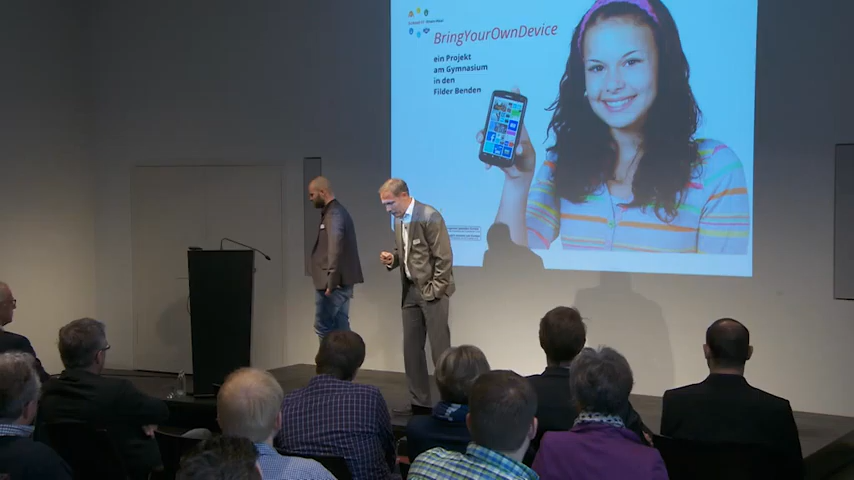 BringYourOwnDevice
ein Projekt
am Gymnasium
in den
Filder Benden